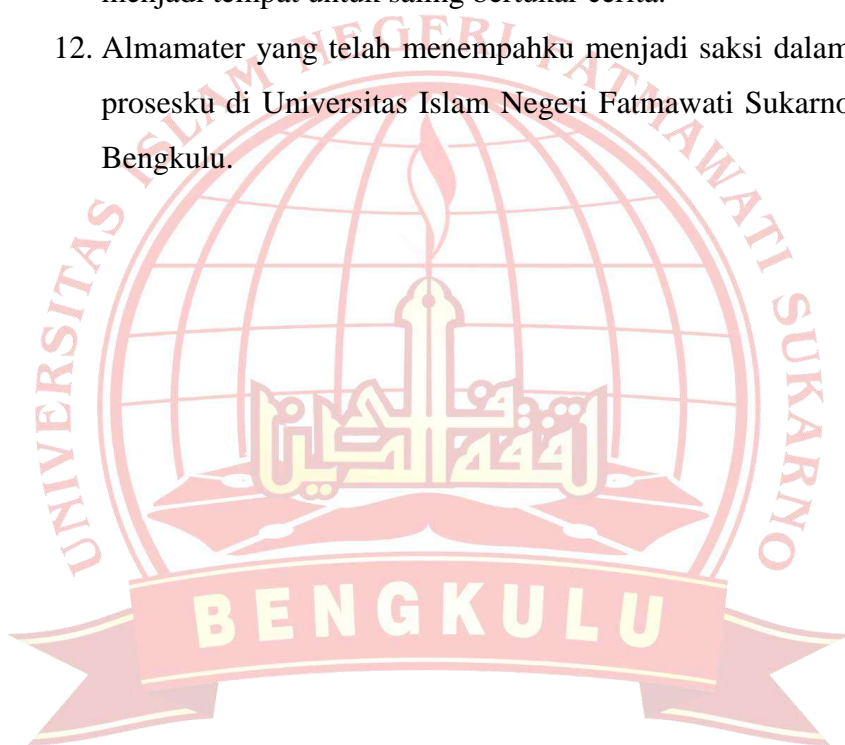 menjadi tempat untuk saling bertukar cerita.
12. Almamater yang telah menempahku menjadi saksi dalam
prosesku di Universitas Islam Negeri Fatmawati Sukarno
Bengkulu.
UNIVERSITAS ISLAM NEGERI FATMAWATI SUKARNO
BENGKULU